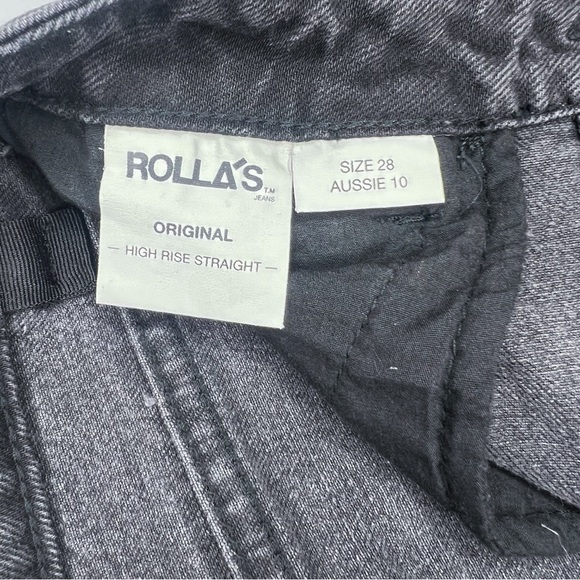 ROLLA'S TM
JEANS
ORIGINAL
— HIGH RISE STRAIGHT —
SIZE 28
AUSSIE 10